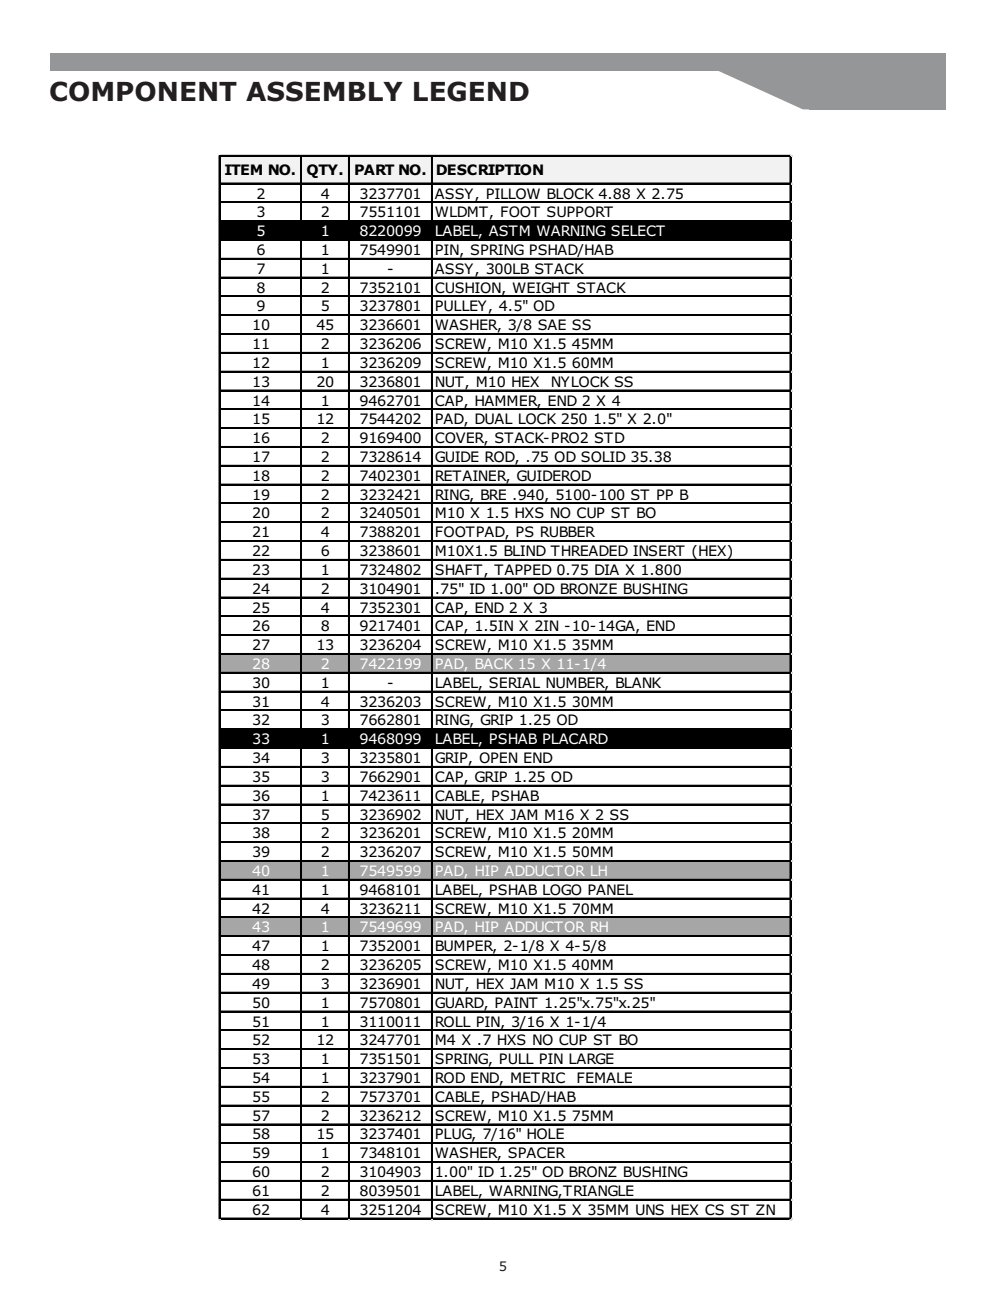 COMPONENT ASSEMBLY LEGEND
ITEM NO. QTY. PART NO. DESCRIPTION
2 4 3237701 ASSY, PILLOW BLOCK 4.88 X 2.75
3 2 7551101 WLDMT, FOOT SUPPORT
5 1 8220099 LABEL, ASTM WARNING SELECT
6 1 7549901 PIN, SPRING PSHAD/HAB
7 1 - ASSY, 300LB STACK
8 2 7352101 CUSHION, WEIGHT STACK
9 5 3237801 PULLEY, 4.5" OD
10 45 3236601 WASHER, 3/8 SAE SS
11 2 3236206 SCREW, M10 X1.5 45MM
12 1 3236209 SCREW, M10 X1.5 60MM
13 20 3236801 NUT, M10 HEX  NYLOCK SS
14 1 9462701 CAP, HAMMER, END 2 X 4
15 12 7544202 PAD, DUAL LOCK 250 1.5" X 2.0"
16 2 9169400 COVER, STACK-PRO2 STD
17 2 7328614 GUIDE ROD, .75 OD SOLID 35.38
18 2 7402301 RETAINER, GUIDEROD
19 2 3232421 RING, BRE .940, 5100-100 ST PP B
20 2 3240501 M10 X 1.5 HXS NO CUP ST BO
21 4 7388201 FOOTPAD, PS RUBBER
22 6 3238601 M10X1.5 BLIND THREADED INSERT (HEX)
23 1 7324802 SHAFT, TAPPED 0.75 DIA X 1.800
24 2 3104901 .75" ID 1.00" OD BRONZE BUSHING
25 4 7352301 CAP, END 2 X 3
26 8 9217401 CAP, 1.5IN X 2IN -10-14GA, END
27 13 3236204 SCREW, M10 X1.5 35MM
28 2 7422199 PAD, BACK 15 X 11-1/4
30 1 - LABEL, SERIAL NUMBER, BLANK
31 4 3236203 SCREW, M10 X1.5 30MM
32 3 7662801 RING, GRIP 1.25 OD
33 1 9468099 LABEL, PSHAB PLACARD
34 3 3235801 GRIP, OPEN END
35 3 7662901 CAP, GRIP 1.25 OD
36 1 7423611 CABLE, PSHAB
37 5 3236902 NUT, HEX JAM M16 X 2 SS
38 2 3236201 SCREW, M10 X1.5 20MM
39 2 3236207 SCREW, M10 X1.5 50MM
40 1 7549599 PAD, HIP ADDUCTOR LH
41 1 9468101 LABEL, PSHAB LOGO PANEL
42 4 3236211 SCREW, M10 X1.5 70MM
43 1 7549699 PAD, HIP ADDUCTOR RH
47 1 7352001 BUMPER, 2-1/8 X 4-5/8
48 2 3236205 SCREW, M10 X1.5 40MM
49 3 3236901 NUT, HEX JAM M10 X 1.5 SS
50 1 7570801 GUARD, PAINT 1.25"x.75"x.25"
51 1 3110011 ROLL PIN, 3/16 X 1-1/4
52 12 3247701 M4 X .7 HXS NO CUP ST BO
53 1 7351501 SPRING, PULL PIN LARGE
54 1 3237901 ROD END, METRIC  FEMALE
55 2 7573701 CABLE, PSHAD/HAB
57 2 3236212 SCREW, M10 X1.5 75MM
58 15 3237401 PLUG, 7/16" HOLE
59 1 7348101 WASHER, SPACER
60 2 3104903 1.00" ID 1.25" OD BRONZ BUSHING
61 2 8039501 LABEL, WARNING,TRIANGLE
62 4 3251204 SCREW, M10 X1.5 X 35MM UNS HEX CS ST ZN
5